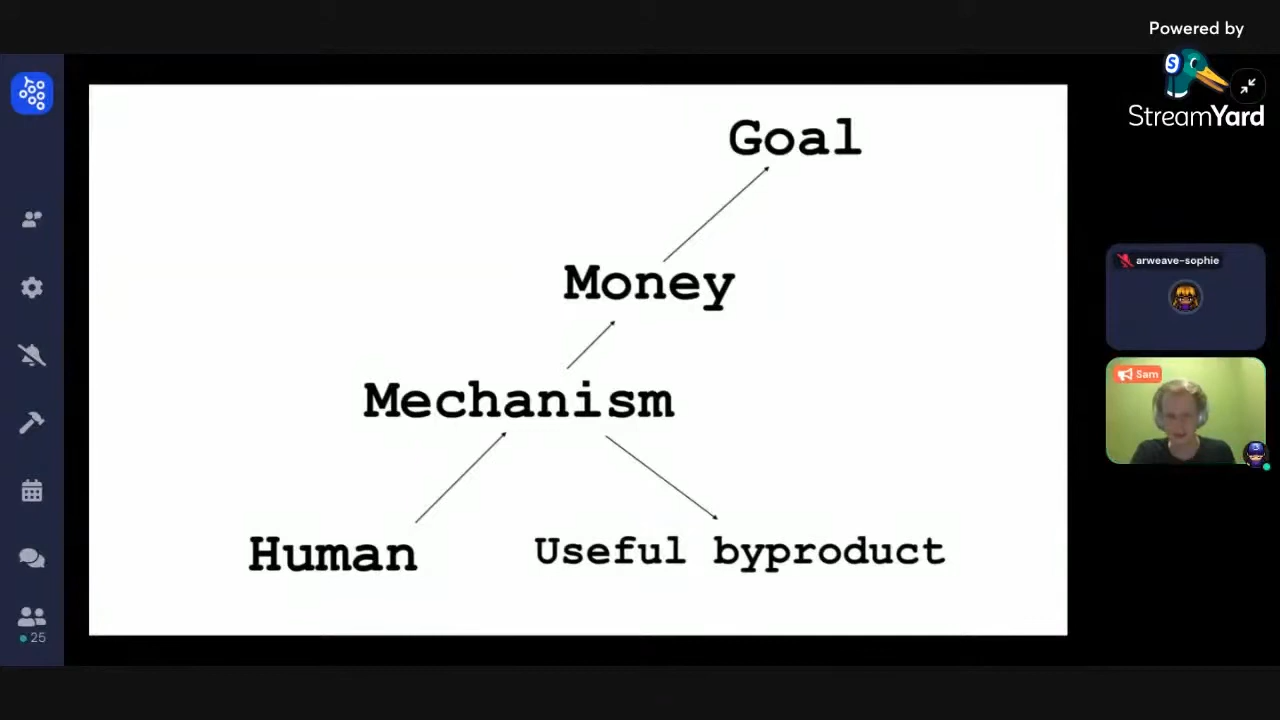 Powered by
StreamYard
Goal
Money
Mechanism
Human
Useful byproduct
arweave-sophie
Sam
25
S